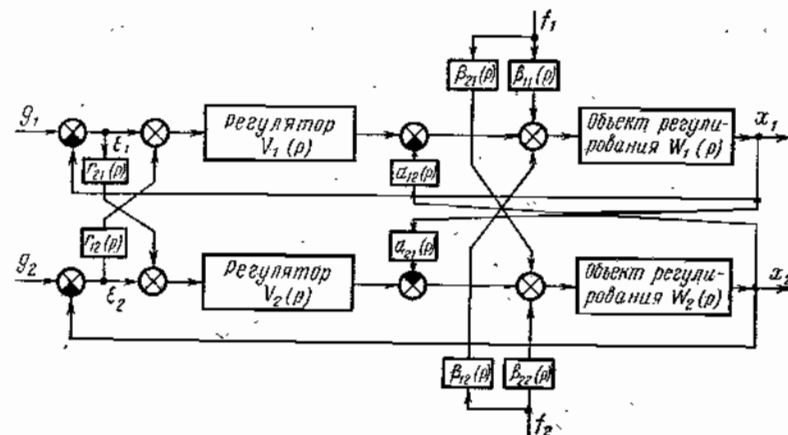 f₁
β₂₁(p)
β₁₁(p)
g₁
ε₁
регулятор
V₁(p)
Объект регули-
рования W₁(p)
x₁
r₂₁(p)
a₁₂(p)
r₁₂(p)
a₂₁(p)
g₂
ε₂
Регулятор
V₂(p)
Объект регули-
рования W₂(p)
x₂
β₁₂(p)
β₂₂(p)
f₂